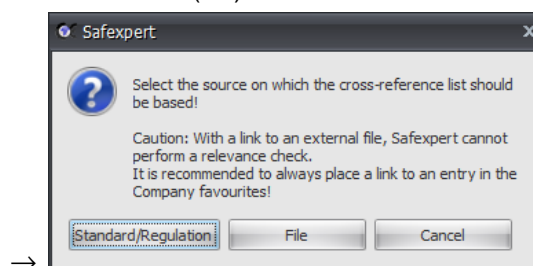 Safexpert
x
Select the source on which the cross-reference list should
be based!
Caution: With a link to an external file, Safexpert cannot
perform a relevance check.
It is recommended to always place a link to an entry in the
Company favourites!
Standard/Regulation File Cancel
→